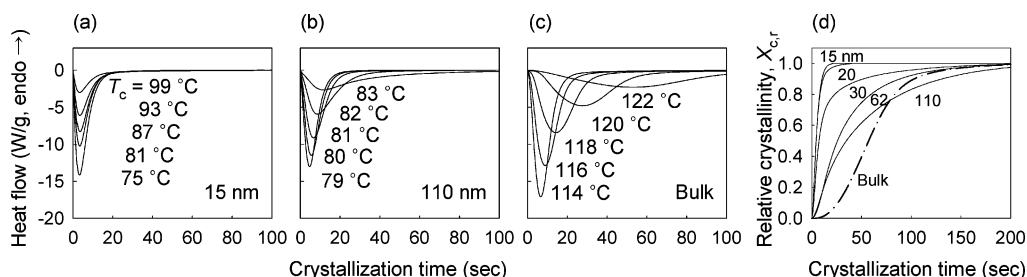 (a)
(b)
(c)
(d)
Heat flow (W/g, endo →)
0
-5
-10
-15
-20
T_c = 99 °C
93 °C
87 °C
81 °C
75 °C
15 nm
0 20 40 60 80 100
83 °C
82 °C
81 °C
80 °C
79 °C
110 nm
0 20 40 60 80 100
122 °C
120 °C
118 °C
116 °C
114 °C
Bulk
0 20 40 60 80 100
Crystallization time (sec)
Relative crystallinity, X_c,r
1.0
0.8
0.6
0.4
0.2
0.0
15 nm
20
30
62
110
Bulk
0 50 100 150 200
Crystallization time (sec)